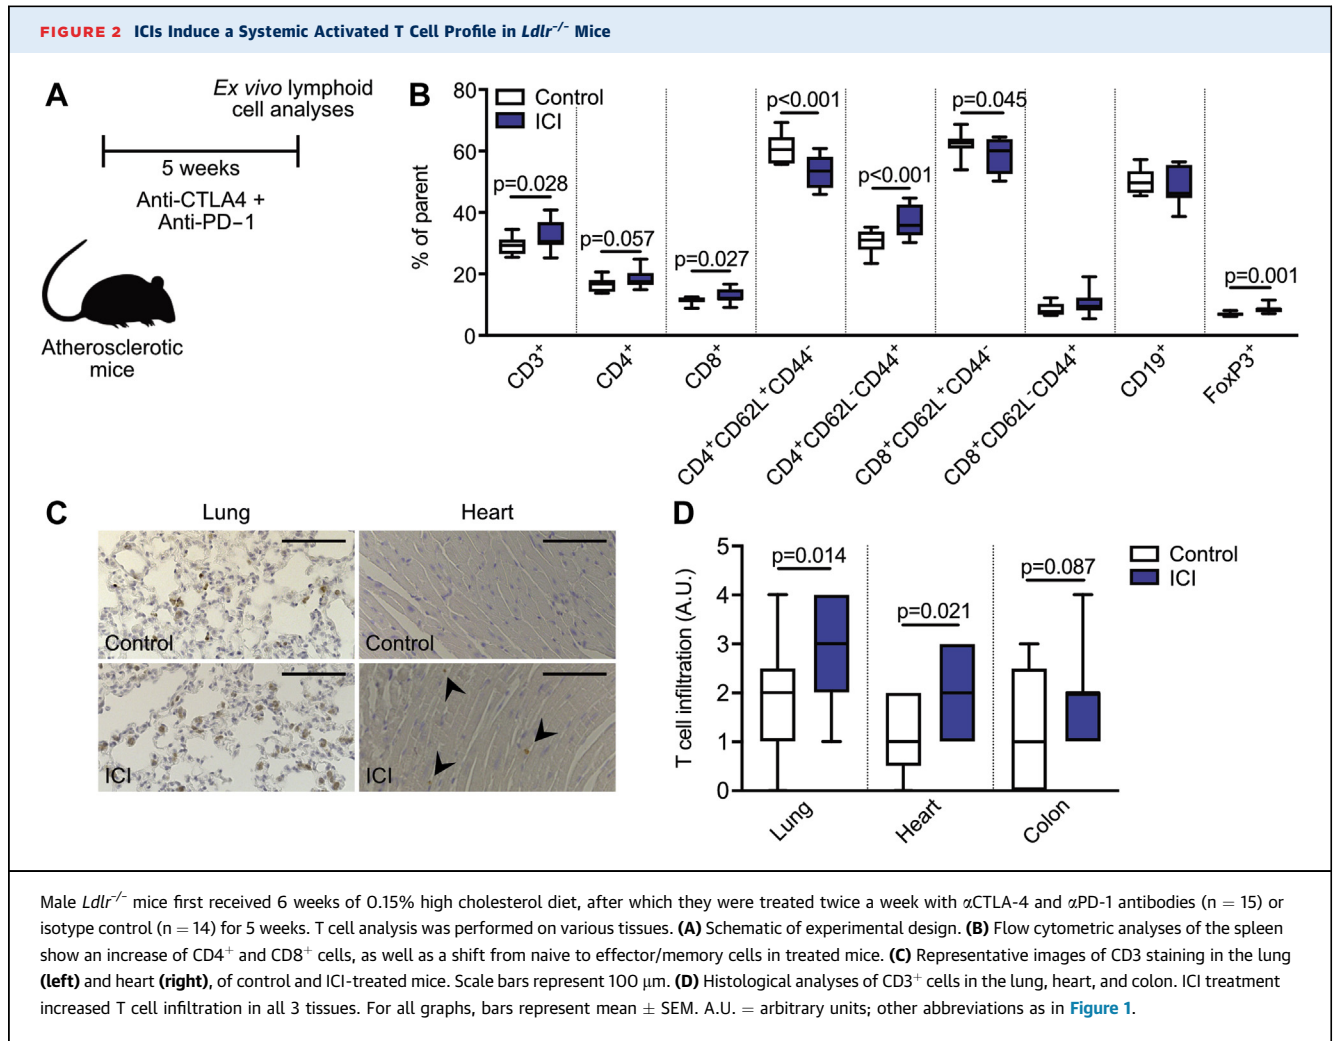 FIGURE 2 ICIs Induce a Systemic Activated T Cell Profile in Ldlr-/- Mice
A
Ex vivo lymphoid
cell analyses
5 weeks
Anti-CTLA4 +
Anti-PD-1
Atherosclerotic
mice
B
Control
ICI
% of parent
80
60
40
20
0
p=0.028
p=0.057
p=0.027
p<0.001
p<0.001
p=0.045
p=0.001
CD3+
CD4+
CD8+
CD4+CD62L+CD44-
CD4+CD62L-CD44+
CD8+CD62L+CD44-
CD8+CD62L-CD44+
CD19+
FoxP3+
C
Lung
Heart
Control
Control
ICI
ICI
D
Control
ICI
T cell infiltration (A.U.)
5
4
3
2
1
0
p=0.014
p=0.021
p=0.087
Lung
Heart
Colon
Male Ldlr-/- mice first received 6 weeks of 0.15% high cholesterol diet, after which they were treated twice a week with αCTLA-4 and αPD-1 antibodies (n = 15) or
isotype control (n = 14) for 5 weeks. T cell analysis was performed on various tissues. (A) Schematic of experimental design. (B) Flow cytometric analyses of the spleen
show an increase of CD4+ and CD8+ cells, as well as a shift from naive to effector/memory cells in treated mice. (C) Representative images of CD3 staining in the lung
(left) and heart (right), of control and ICI-treated mice. Scale bars represent 100 μm. (D) Histological analyses of CD3+ cells in the lung, heart, and colon. ICI treatment
increased T cell infiltration in all 3 tissues. For all graphs, bars represent mean ± SEM. A.U. = arbitrary units; other abbreviations as in Figure 1.